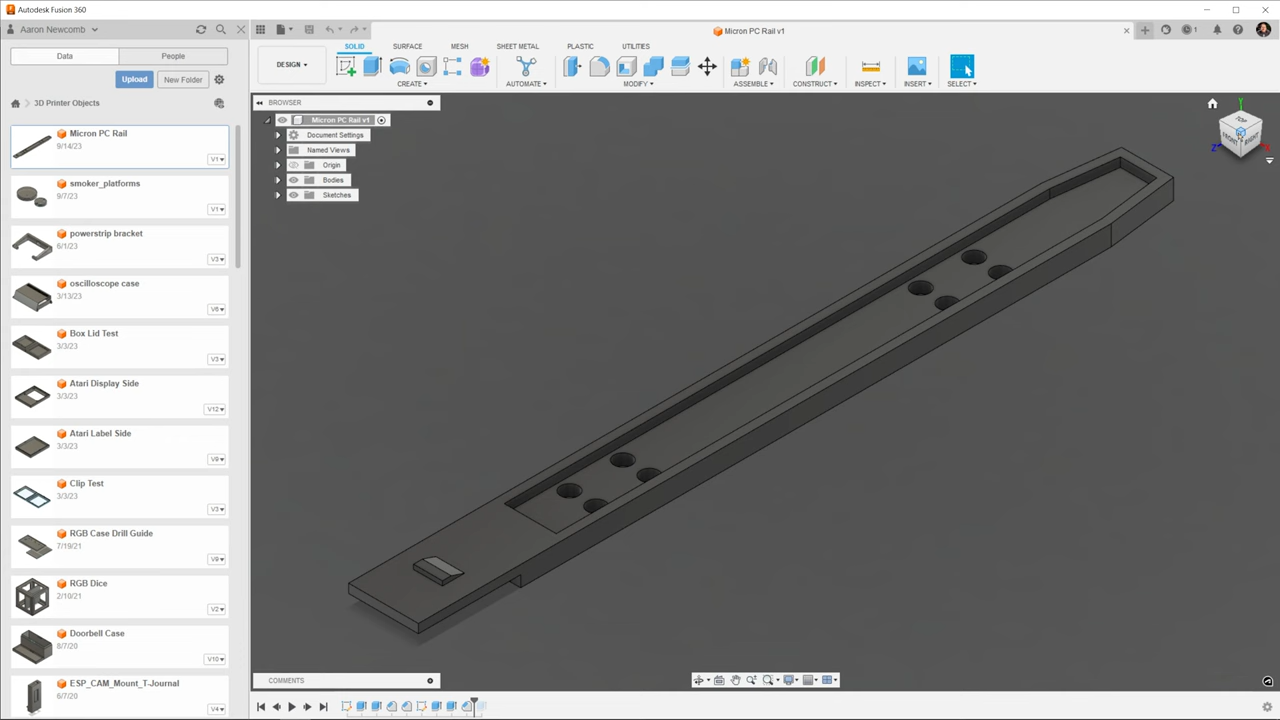 Autodesk Fusion 360
Aaron Newcomb
Data
People
Upload
New Folder
3D Printer Objects
Micron PC Rail
9/14/23
V1
smoker_platforms
9/7/23
V1
powerstrip bracket
6/1/23
V3
oscilloscope case
3/13/23
V6
Box Lid Test
3/3/23
V3
Atari Display Side
3/3/23
V12
Atari Label Side
3/3/23
V9
Clip Test
3/3/23
V3
RGB Case Drill Guide
7/19/21
V9
RGB Dice
2/10/21
V2
Doorbell Case
8/7/20
V10
ESP_CAM_Mount_T-Journal
6/7/20
V4
Micron PC Rail v1
1
DESIGN
SOLID
SURFACE
MESH
SHEET METAL
PLASTIC
UTILITIES
CREATE
AUTOMATE
MODIFY
ASSEMBLE
CONSTRUCT
INSPECT
INSERT
SELECT
BROWSER
Micron PC Rail v1
Document Settings
Named Views
Origin
Bodies
Sketches
Y
TOP
FRONT
RIGHT
Z
X
COMMENTS